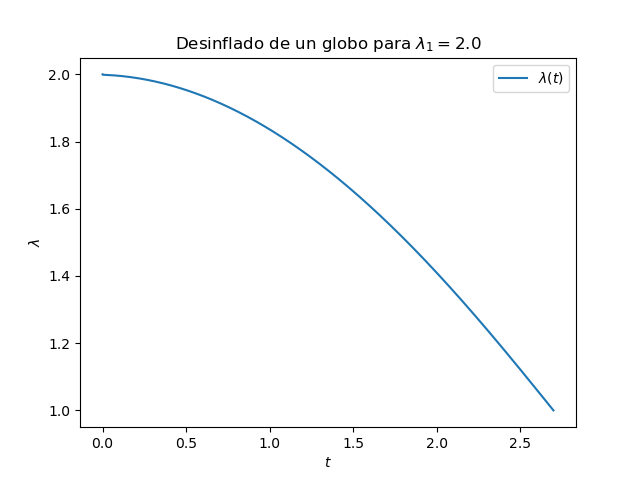 Desinflado de un globo para λ₁ = 2.0
λ(t)
2.0
1.8
1.6
1.4
1.2
1.0
λ
0.0 0.5 1.0 1.5 2.0 2.5
t